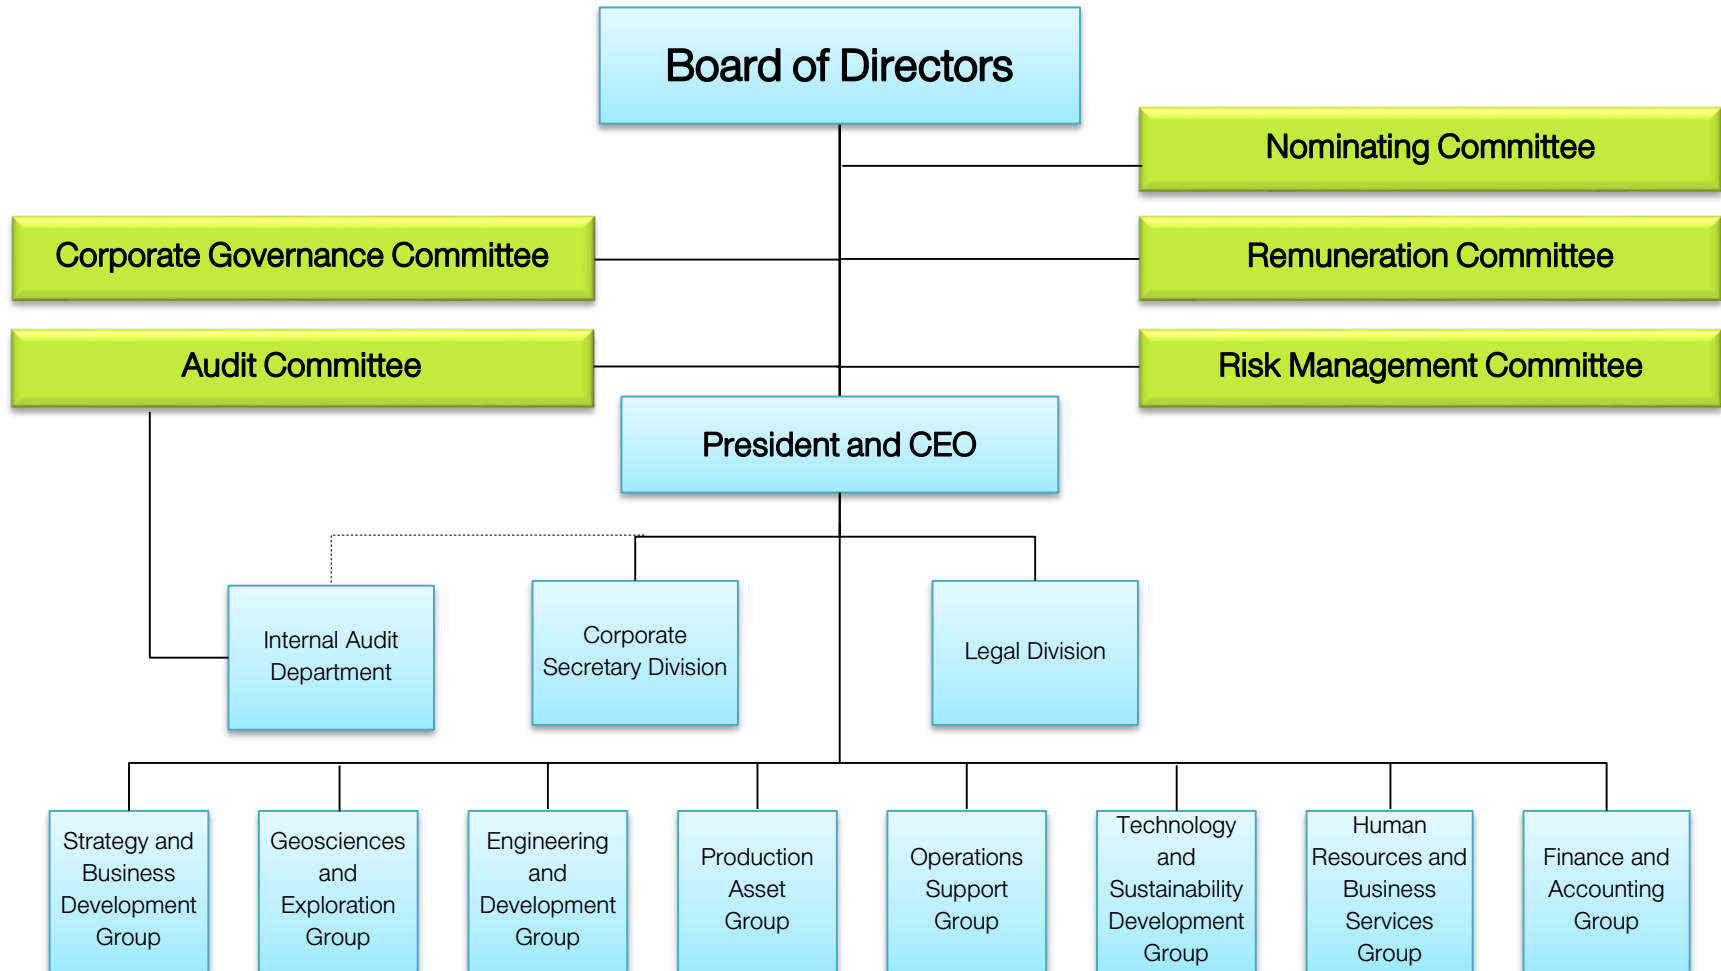 Board of Directors
Nominating Committee
Corporate Governance Committee
Remuneration Committee
Audit Committee
Risk Management Committee
President and CEO
Internal Audit
Department
Corporate
Secretary Division
Legal Division
Strategy and
Business
Development
Group
Geosciences
and
Exploration
Group
Engineering
and
Development
Group
Production
Asset
Group
Operations
Support
Group
Technology
and
Sustainability
Development
Group
Human
Resources and
Business
Services
Group
Finance and
Accounting
Group